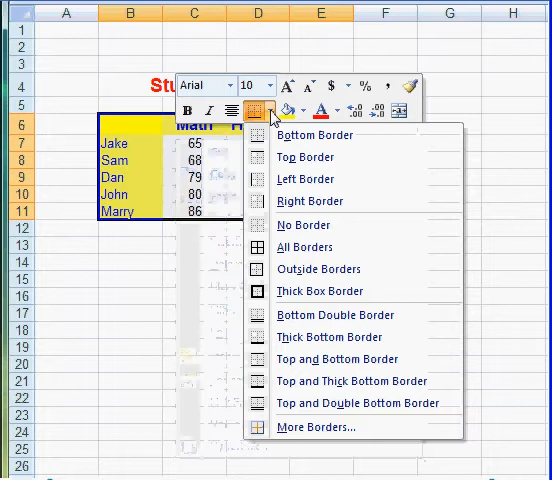 A B C D E F G H
1
2
3
4 Stu Arial 10 A A $ % ,
5 B I A .00 .00
6 Math H
7 Jake 65
8 Sam 68
9 Dan 79
10 John 80
11 Marry 86
12
13
14
15
16
17
18
19
20
21
22
23
24
25
26
Bottom Border
Top Border
Left Border
Right Border
No Border
All Borders
Outside Borders
Thick Box Border
Bottom Double Border
Thick Bottom Border
Top and Bottom Border
Top and Thick Bottom Border
Top and Double Bottom Border
More Borders...